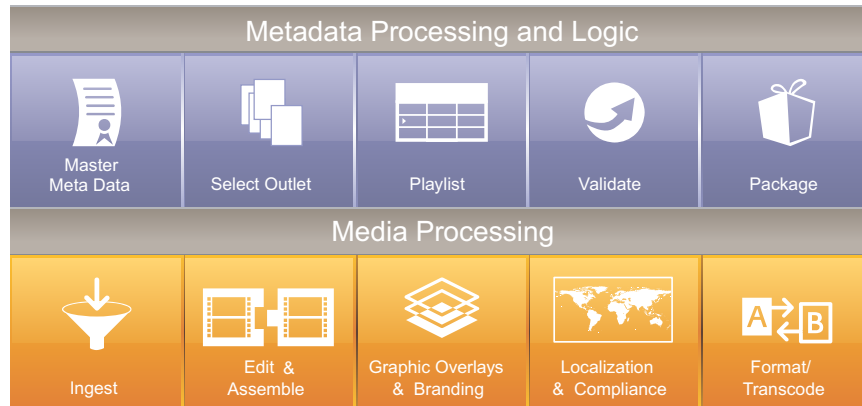 Metadata Processing and Logic
Master
Meta Data
Select Outlet
Playlist
Validate
Package
Media Processing
Ingest
Edit &
Assemble
Graphic Overlays
& Branding
Localization
& Compliance
A
B
Format/
Transcode